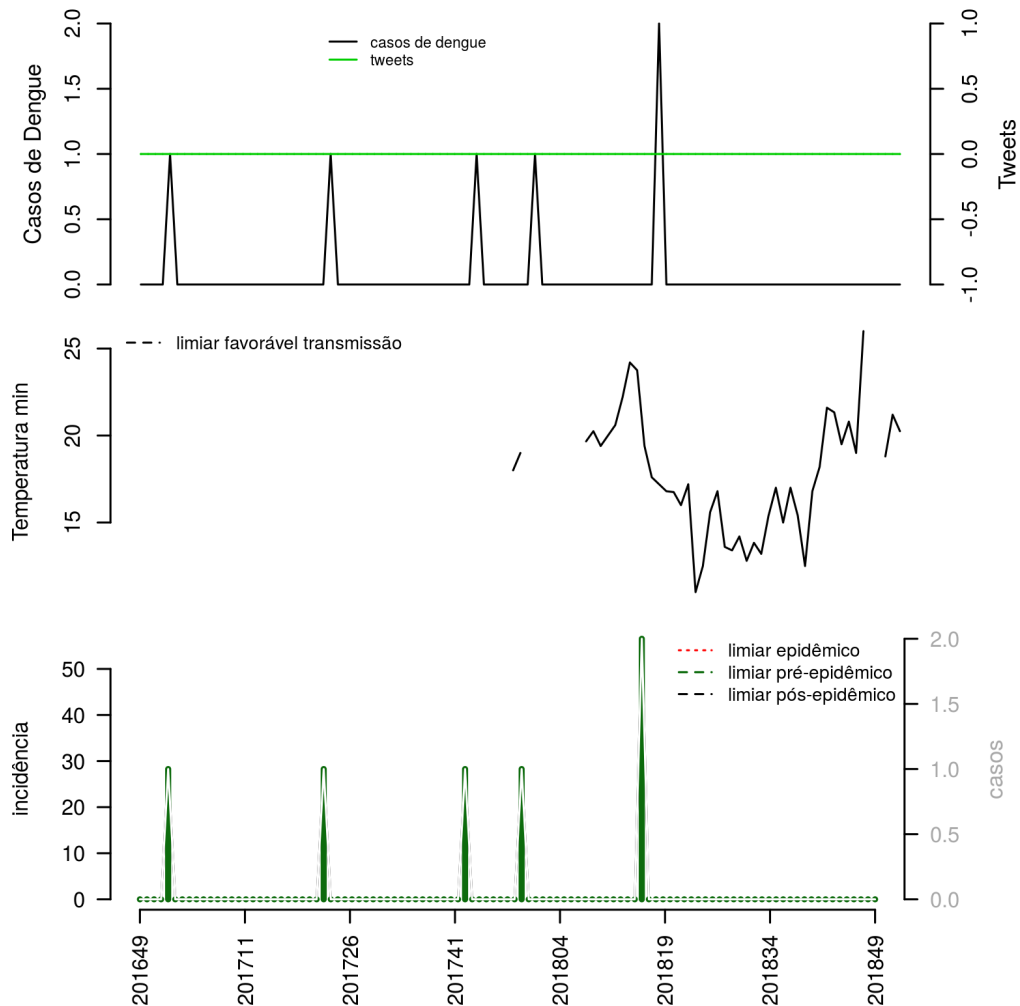 casos de dengue
tweets
Casos de Dengue
0.0
0.5
1.0
1.5
2.0
Tweets
-1.0
-0.5
0.0
0.5
1.0
limiar favorável transmissão
Temperatura min
15
20
25
limiar epidêmico
limiar pré-epidêmico
limiar pós-epidêmico
incidência
0
10
20
30
40
50
casos
0.0
0.5
1.0
1.5
2.0
201649
201711
201726
201741
201804
201819
201834
201849